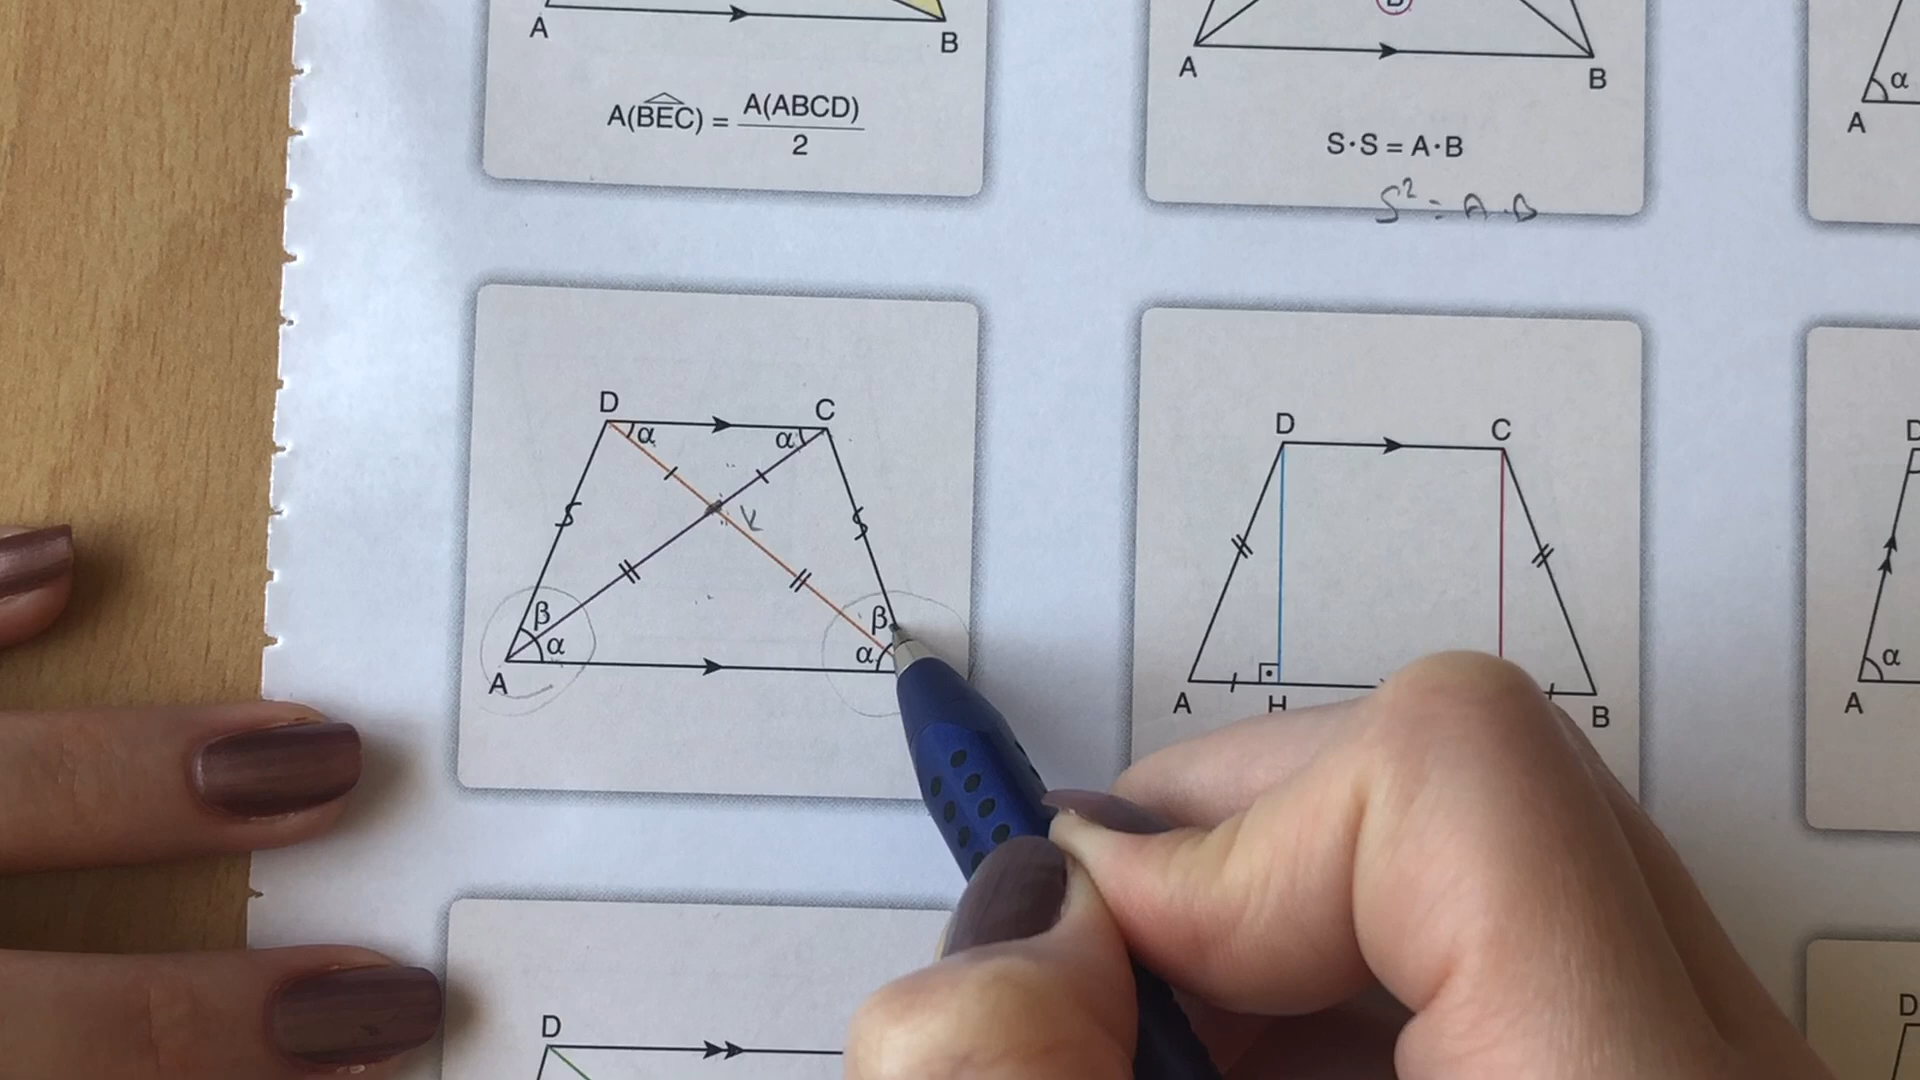 A B
A(BEC) = A(ABCD)
2
B
A B
S·S = A·B
S² = A·B
α
A
D C
α α
K
β β
α α
A
D C
A H B
D
α
A
D
D